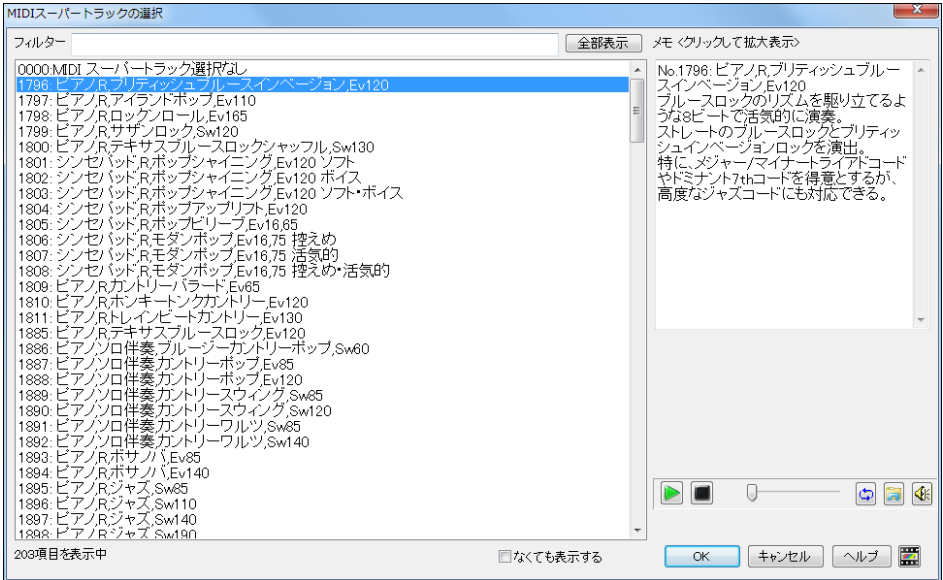 MIDIスーパートラックの選択
フィルター
全部表示
メモ <クリックして拡大表示>
0000:MIDI スーパートラック選択なし
1796: ピアノ,R,ブリティッシュブルースインベージョン,Ev120
1797: ピアノ,R,アイランドポップ,Ev110
1798: ピアノ,R,ロックンロール,Ev165
1799: ピアノ,R,サザンロック,Sw120
1800: ピアノ,R,テキサスブルースロックシャッフル,Sw130
1801: シンセパッド,R,ポップシャイニング,Ev120 ソフト
1802: シンセパッド,R,ポップシャイニング,Ev120 ボイス
1803: シンセパッド,R,ポップシャイニング,Ev120 ソフト・ボイス
1804: シンセパッド,R,ポップアップリフト,Ev120
1805: シンセパッド,R,ポップビリーブ,Ev16,65
1806: シンセパッド,R,モダンポップ,Ev16,75 控えめ
1807: シンセパッド,R,モダンポップ,Ev16,75 活気的
1808: シンセパッド,R,モダンポップ,Ev16,75 控えめ・活気的
1809: ピアノ,R,カントリーバラード,Ev65
1810: ピアノ,R,ホンキートンクカントリー,Ev120
1811: ピアノ,R,トレインビートカントリー,Ev130
1885: ピアノ,R,テキサスブルースロック,Ev120
1886: ピアノ,ソロ伴奏,ブルージーカントリーポップ,Sw60
1887: ピアノ,ソロ伴奏,カントリーポップ,Ev85
1888: ピアノ,ソロ伴奏,カントリーポップ,Ev120
1889: ピアノ,ソロ伴奏,カントリースウィング,Sw85
1890: ピアノ,ソロ伴奏,カントリースウィング,Sw120
1891: ピアノ,ソロ伴奏,カントリーワルツ,Sw85
1892: ピアノ,ソロ伴奏,カントリーワルツ,Sw140
1893: ピアノ,R,ボサノバ,Ev85
1894: ピアノ,R,ボサノバ,Ev140
1895: ピアノ,R,ジャズ,Sw85
1896: ピアノ,R,ジャズ,Sw110
1897: ピアノ,R,ジャズ,Sw140
1898: ピアノ,R,ジャズ,Sw190
No.1796: ピアノ,R,ブリティッシュブルー
スインベージョン,Ev120
ブルースロックのリズムを駆り立てるよ
うな8ビートで活気的に演奏。
ストレートのブルースロックとブリティッ
シュインベージョンロックを演出。
特に、メジャー/マイナートライアドコード
やドミナント7thコードを得意とするが、
高度なジャズコードにも対応できる。
203項目を表示中
なくても表示する
OK
キャンセル
ヘルプ